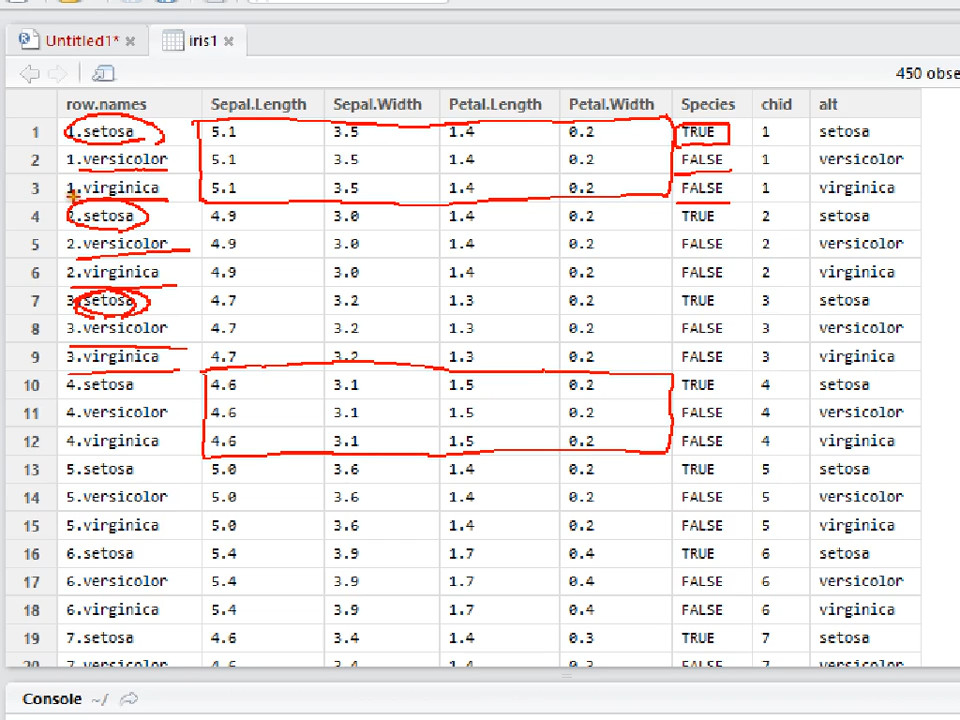 Untitled1* × iris1 ×
450 obse
row.names Sepal.Length Sepal.Width Petal.Length Petal.Width Species chid alt
1 1.setosa 5.1 3.5 1.4 0.2 TRUE 1 setosa
2 1.versicolor 5.1 3.5 1.4 0.2 FALSE 1 versicolor
3 1.virginica 5.1 3.5 1.4 0.2 FALSE 1 virginica
4 2.setosa 4.9 3.0 1.4 0.2 TRUE 2 setosa
5 2.versicolor 4.9 3.0 1.4 0.2 FALSE 2 versicolor
6 2.virginica 4.9 3.0 1.4 0.2 FALSE 2 virginica
7 3.setosa 4.7 3.2 1.3 0.2 TRUE 3 setosa
8 3.versicolor 4.7 3.2 1.3 0.2 FALSE 3 versicolor
9 3.virginica 4.7 3.2 1.3 0.2 FALSE 3 virginica
10 4.setosa 4.6 3.1 1.5 0.2 TRUE 4 setosa
11 4.versicolor 4.6 3.1 1.5 0.2 FALSE 4 versicolor
12 4.virginica 4.6 3.1 1.5 0.2 FALSE 4 virginica
13 5.setosa 5.0 3.6 1.4 0.2 TRUE 5 setosa
14 5.versicolor 5.0 3.6 1.4 0.2 FALSE 5 versicolor
15 5.virginica 5.0 3.6 1.4 0.2 FALSE 5 virginica
16 6.setosa 5.4 3.9 1.7 0.4 TRUE 6 setosa
17 6.versicolor 5.4 3.9 1.7 0.4 FALSE 6 versicolor
18 6.virginica 5.4 3.9 1.7 0.4 FALSE 6 virginica
19 7.setosa 4.6 3.4 1.4 0.3 TRUE 7 setosa
20 7.versicolor 4.6 3.4 1.4 0.3 FALSE 7 versicolor
Console ~/